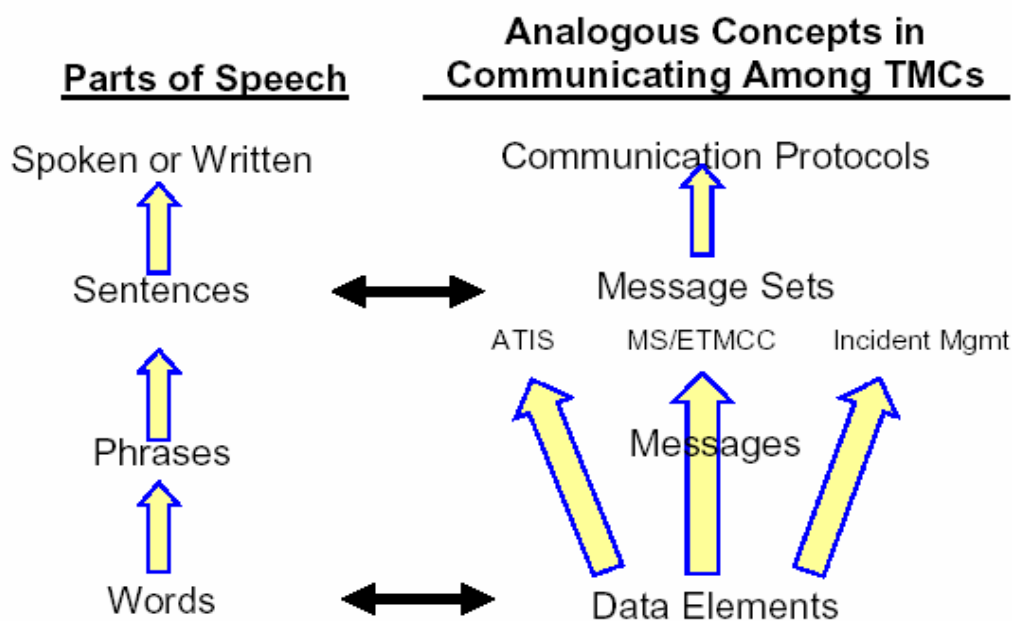 Parts of Speech
Analogous Concepts in
Communicating Among TMCs
Spoken or Written
Communication Protocols
Sentences
Message Sets
ATIS
MS/ETMCC
Incident Mgmt
Phrases
Messages
Words
Data Elements